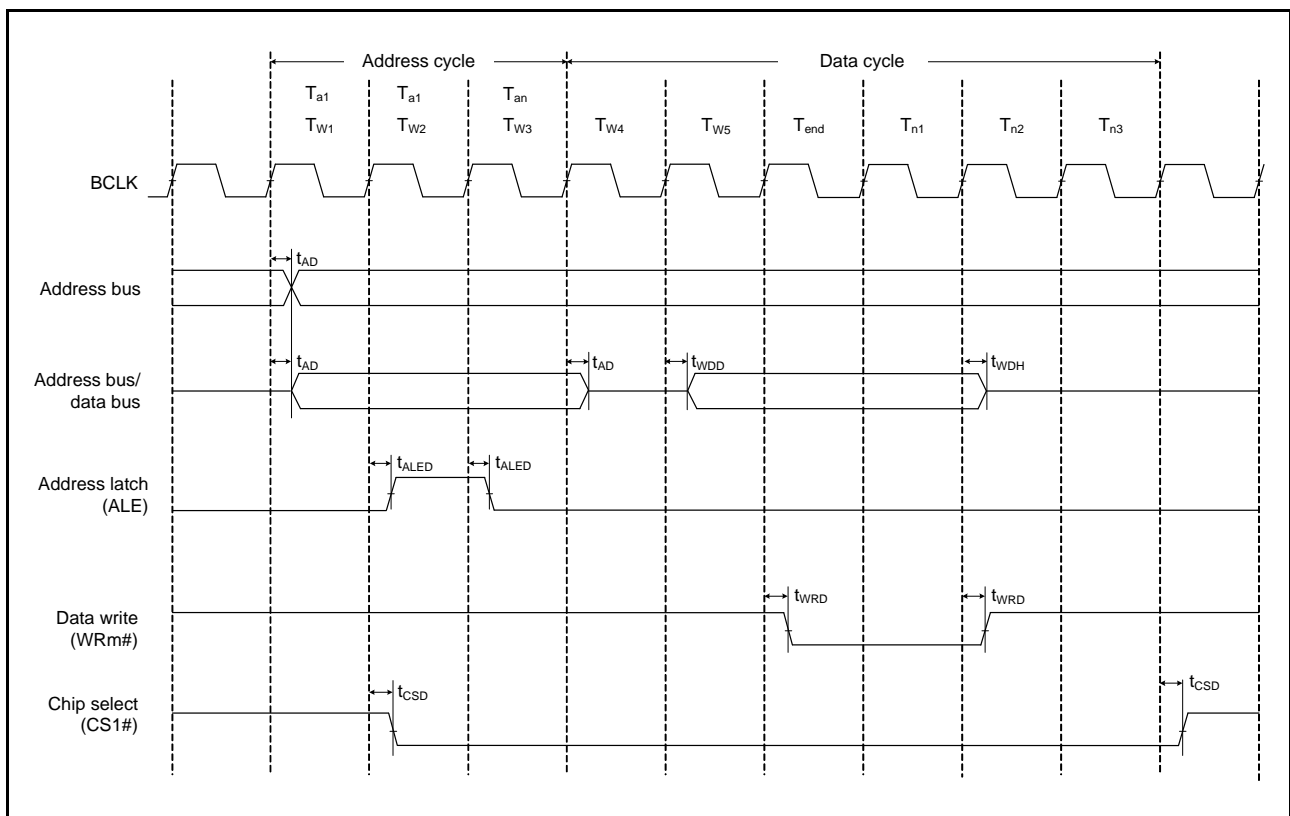 Address cycle Data cycle
Ta1 Ta1 Tan
TW1 TW2 TW3 TW4 TW5 Tend Tn1 Tn2 Tn3
BCLK
tAD
Address bus
tAD tAD tWDD tWDH
Address bus/
data bus
tALED tALED
Address latch
(ALE)
tWRD tWRD
Data write
(WRm#)
tCSD tCSD
Chip select
(CS1#)